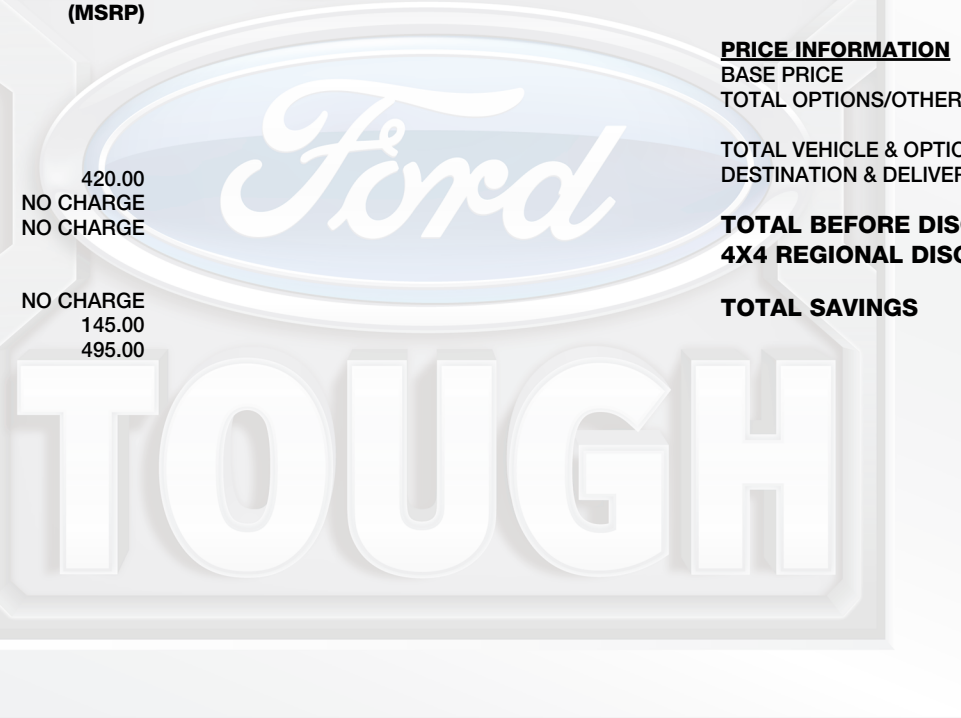 (MSRP)
420.00
NO CHARGE
NO CHARGE
NO CHARGE
145.00
495.00
PRICE INFORMATION
BASE PRICE
TOTAL OPTIONS/OTHER
TOTAL VEHICLE & OPTIO
DESTINATION & DELIVER
TOTAL BEFORE DIS
4X4 REGIONAL DISC
TOTAL SAVINGS
Ford
TOUGH